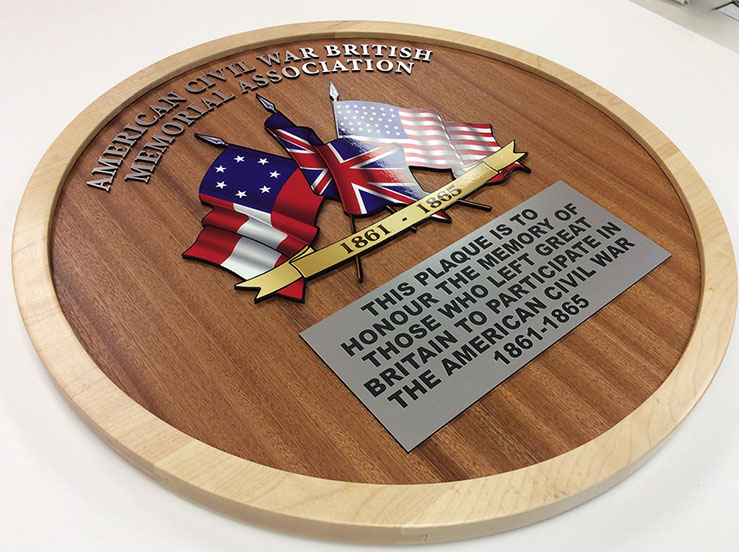 AMERICAN CIVIL WAR BRITISH
MEMORIAL ASSOCIATION
1861 - 1865
THIS PLAQUE IS TO
HONOUR THE MEMORY OF
THOSE WHO LEFT GREAT
BRITAIN TO PARTICIPATE IN
THE AMERICAN CIVIL WAR
1861-1865